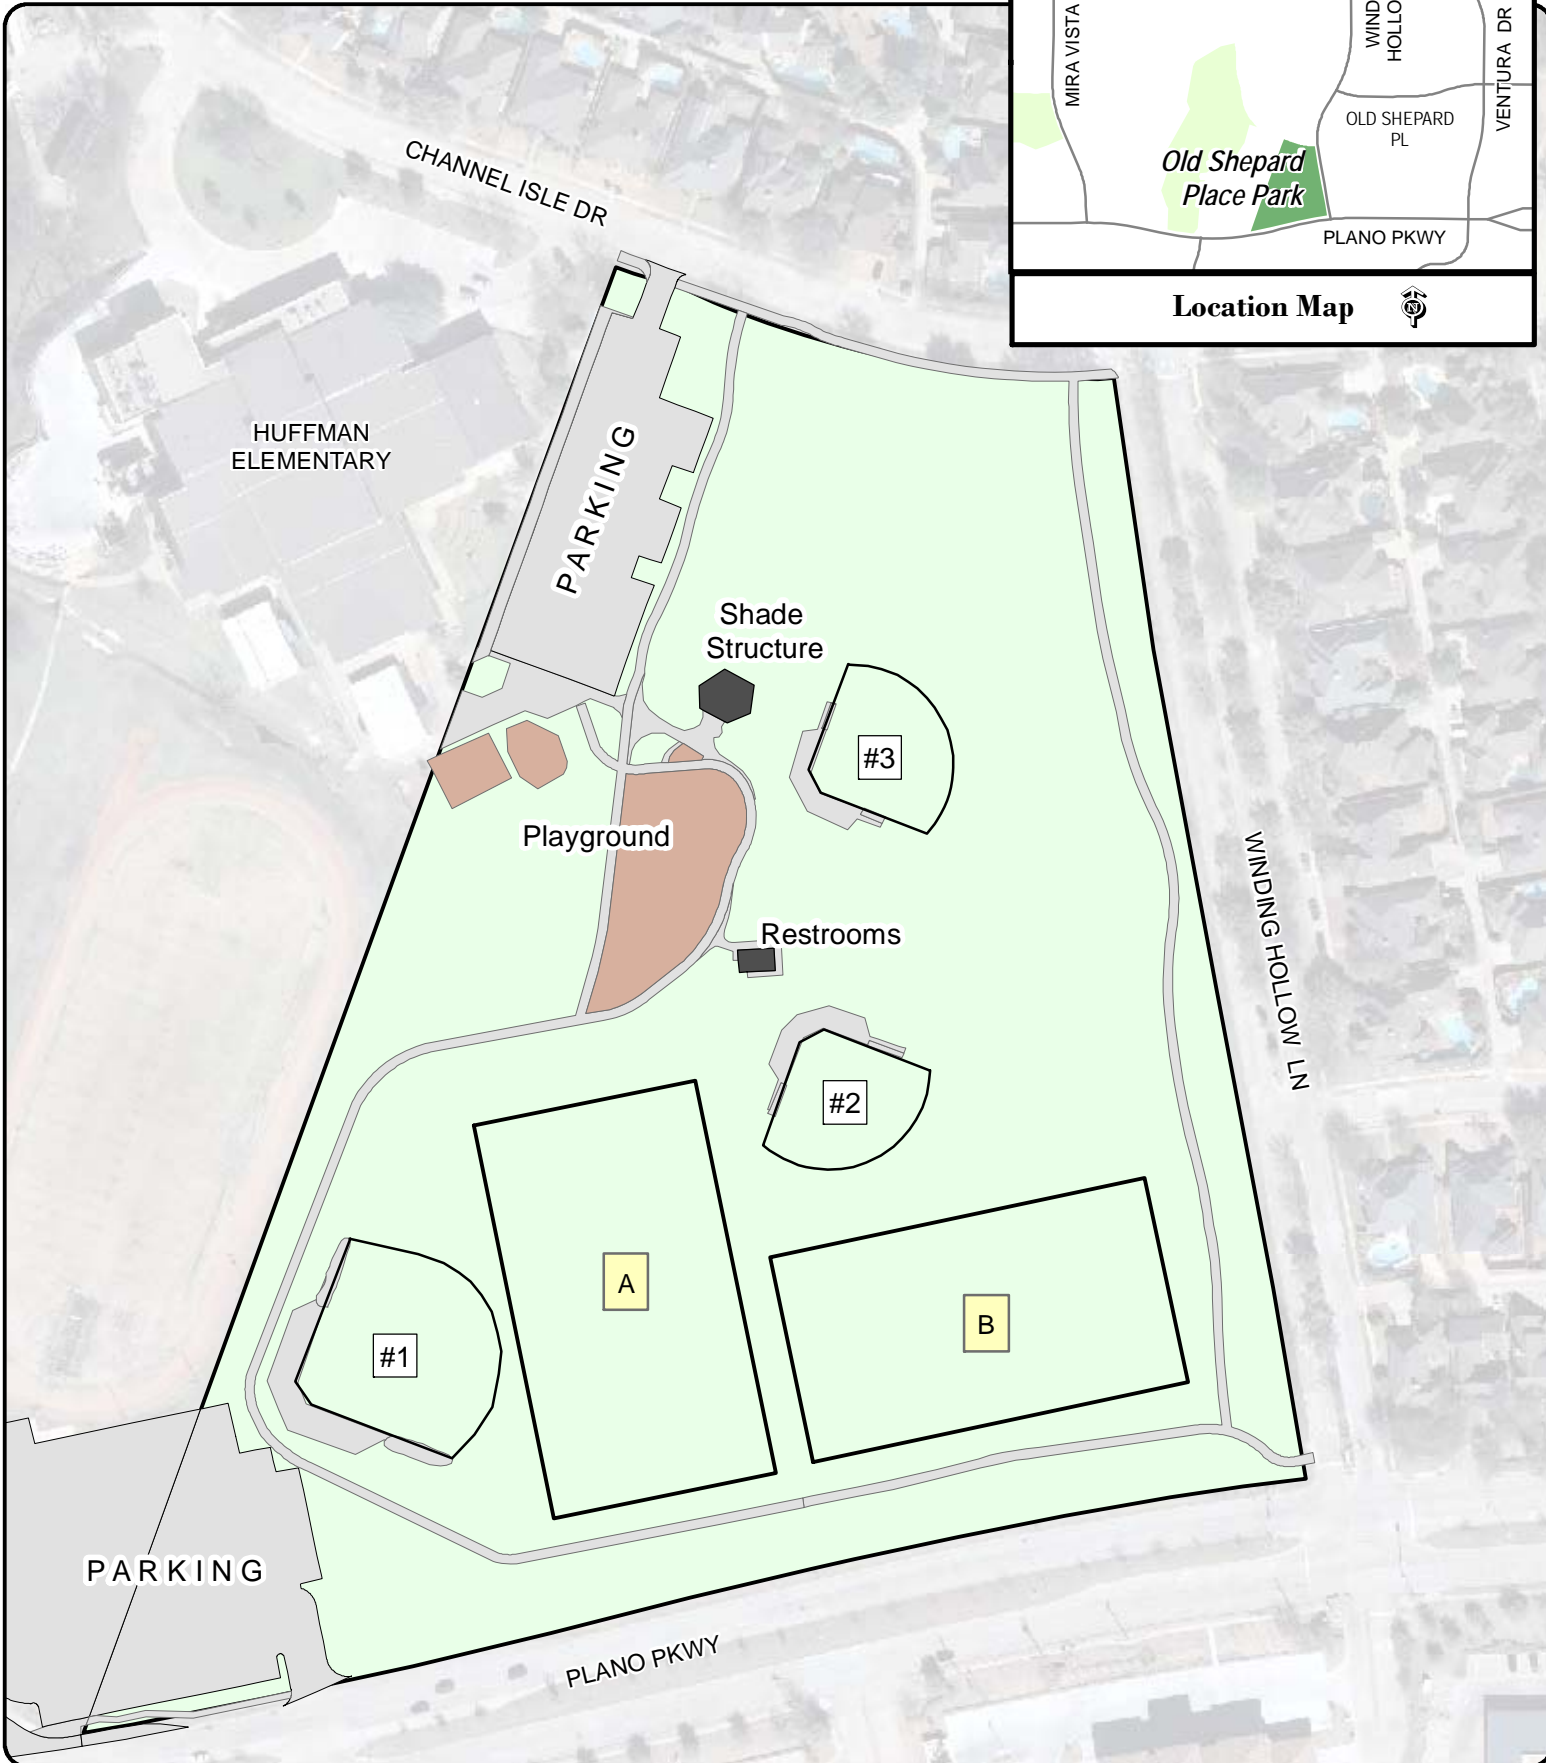 MIRA VISTA
WIND
HOLLO
VENTURA DR
OLD SHEPARD
PL
Old Shepard
Place Park
PLANO PKWY
Location Map
N
CHANNEL ISLE DR
HUFFMAN
ELEMENTARY
PARKING
Shade
Structure
#3
Playground
Restrooms
WINDING HOLLOW LN
#2
A
B
#1
PARKING
PLANO PKWY